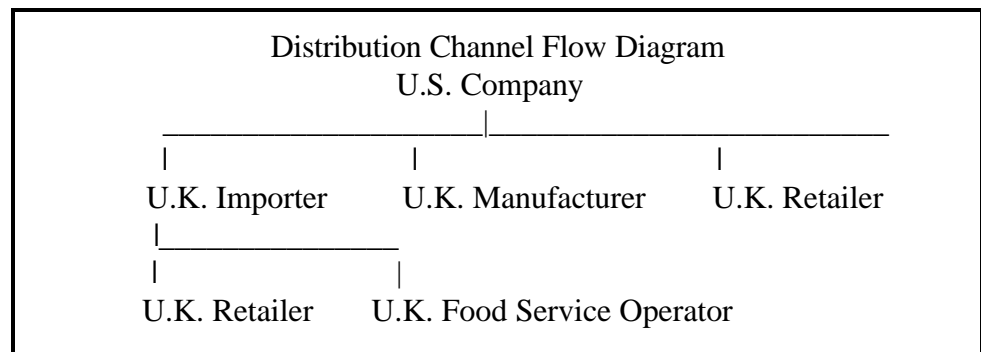 Distribution Channel Flow Diagram
U.S. Company
U.K. Importer U.K. Manufacturer U.K. Retailer
U.K. Retailer U.K. Food Service Operator